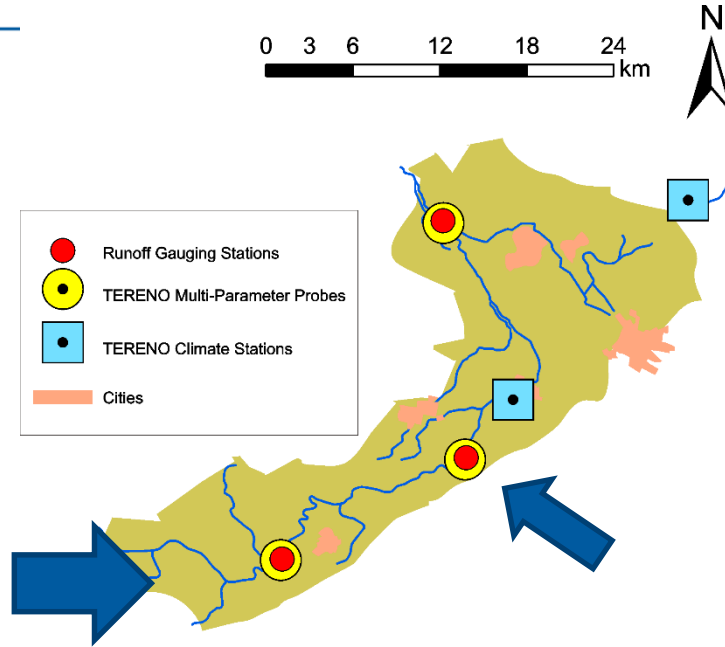 N
0 3 6 12 18 24
km
Runoff Gauging Stations
TERENO Multi-Parameter Probes
TERENO Climate Stations
Cities